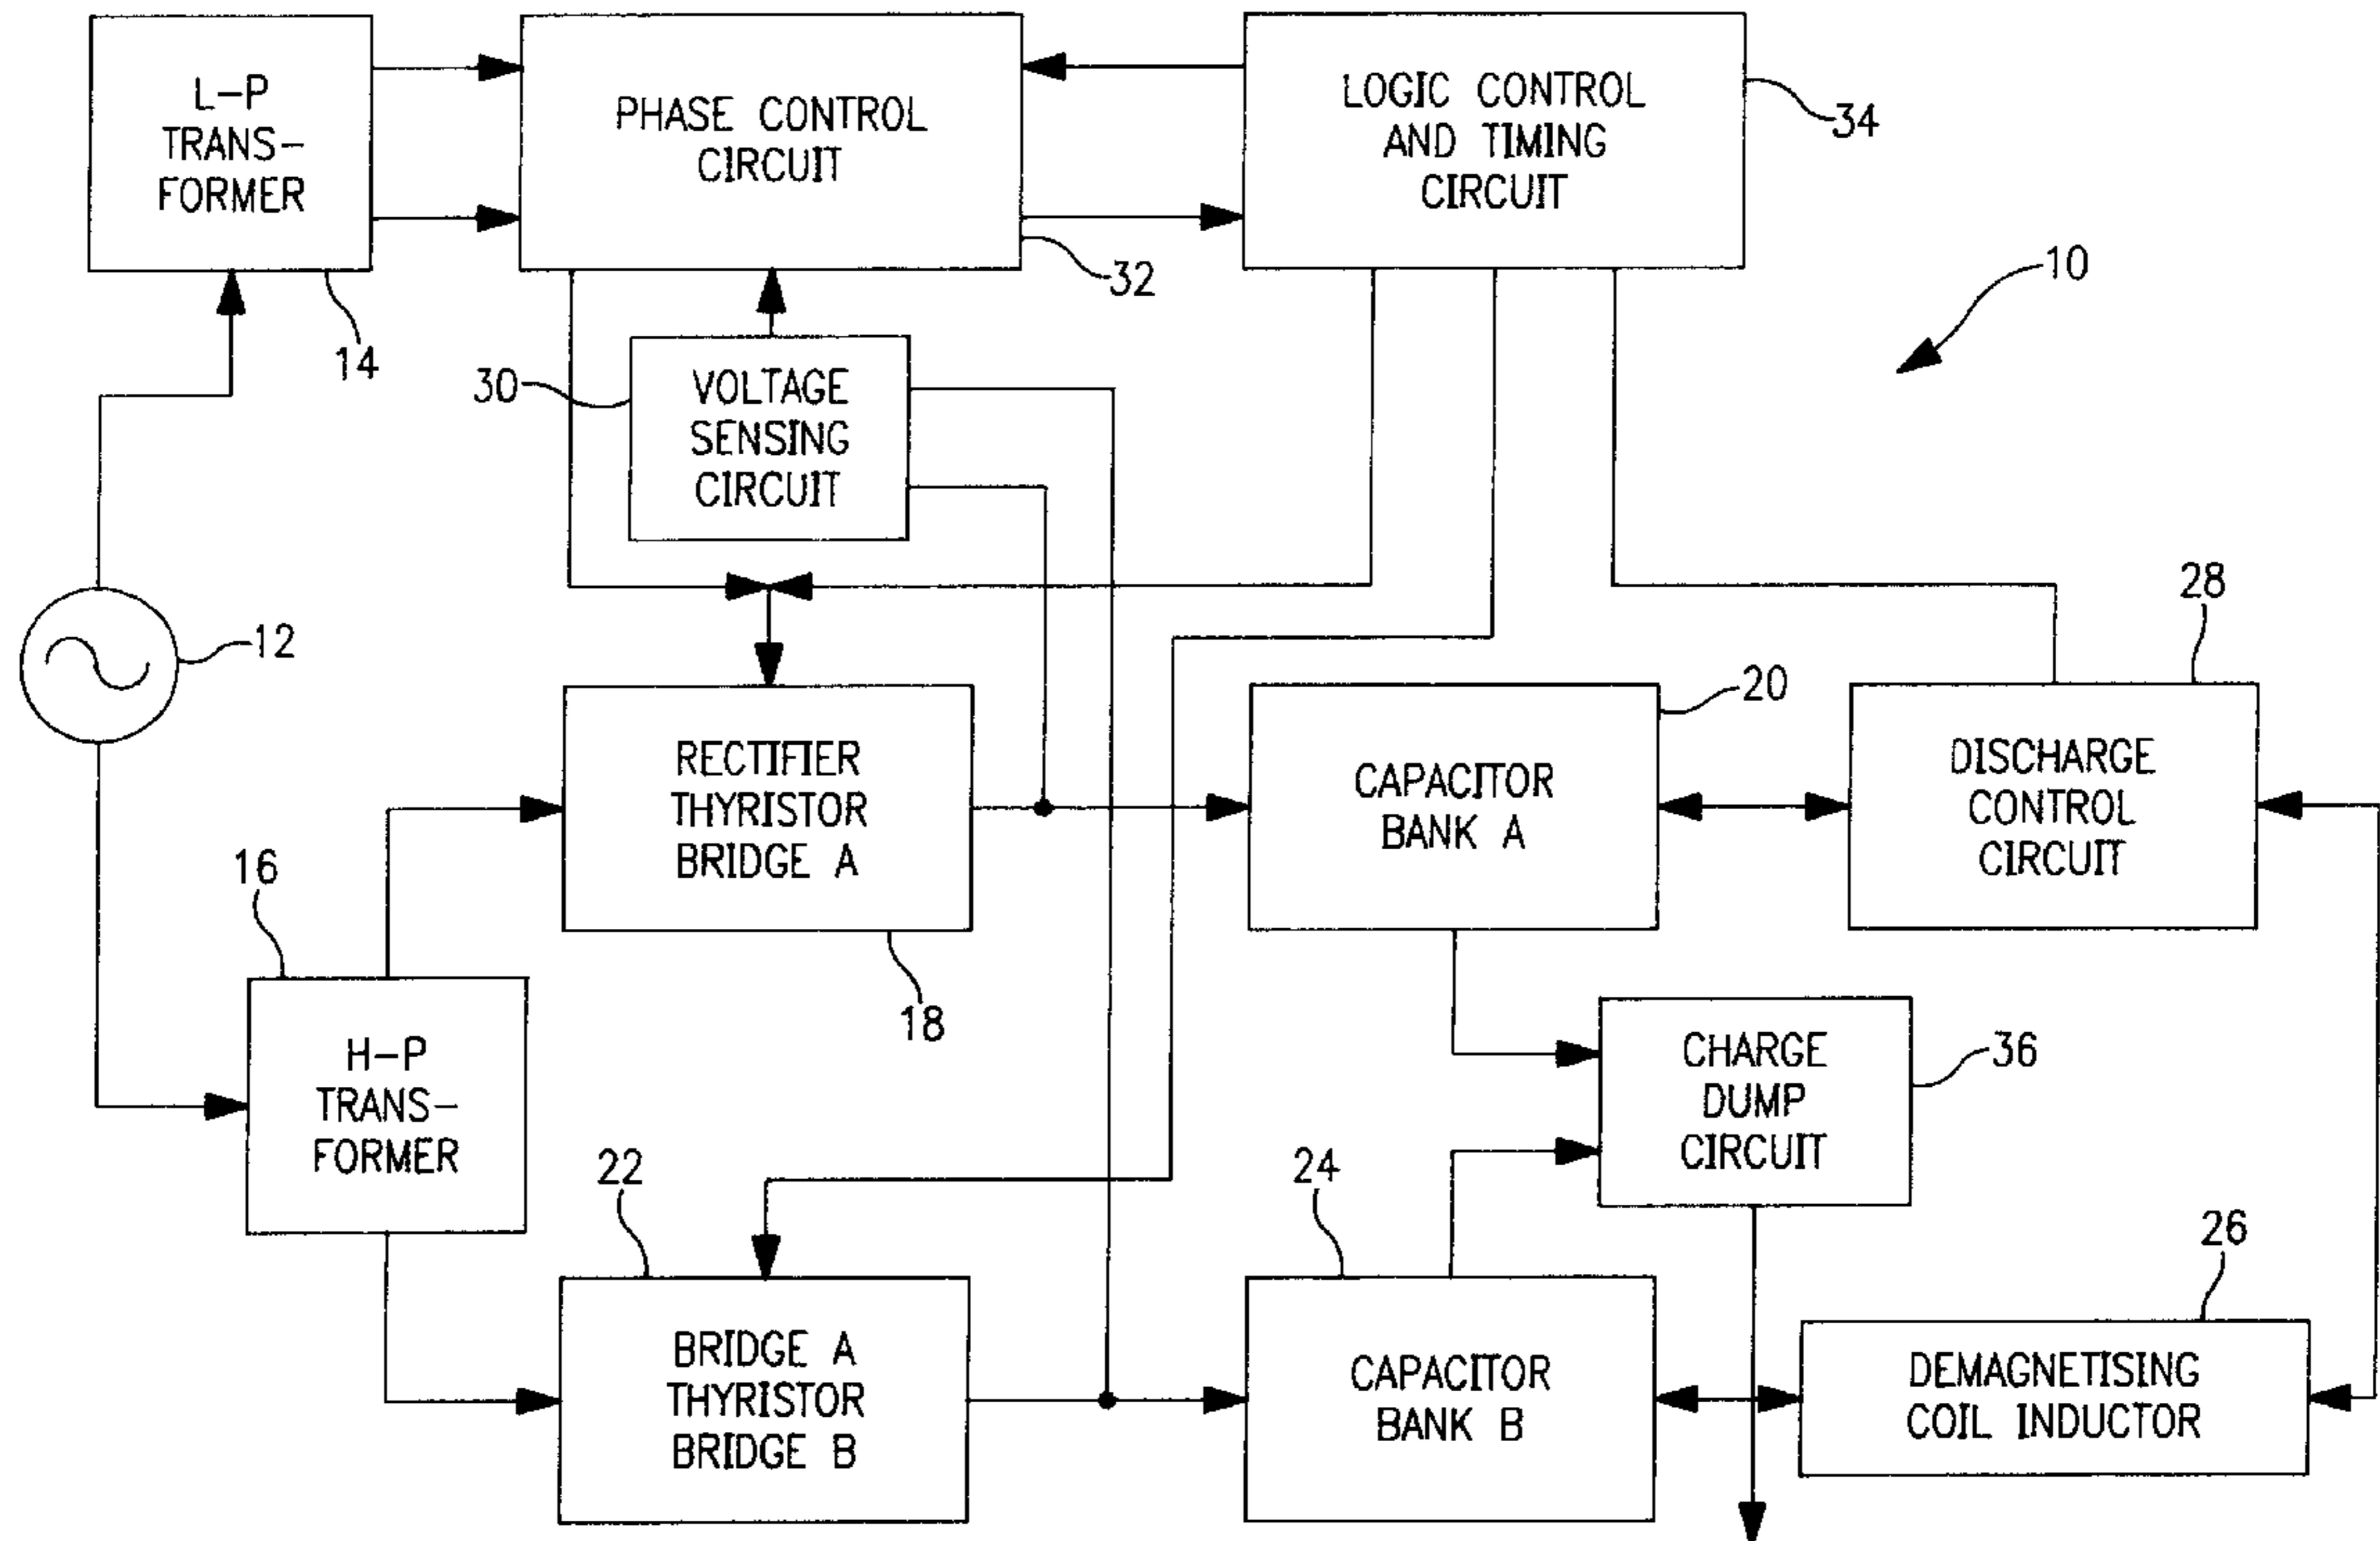 L-P
TRANS-
FORMER
PHASE CONTROL
CIRCUIT
LOGIC CONTROL
AND TIMING
CIRCUIT
34
10
32
14
30
VOLTAGE
SENSING
CIRCUIT
12
28
20
RECTIFIER
THYRISTOR
BRIDGE A
CAPACITOR
BANK A
DISCHARGE
CONTROL
CIRCUIT
16
18
H-P
TRANS-
FORMER
CHARGE
DUMP
CIRCUIT
36
22
24
26
BRIDGE A
THYRISTOR
BRIDGE B
CAPACITOR
BANK B
DEMAGNETISING
COIL INDUCTOR